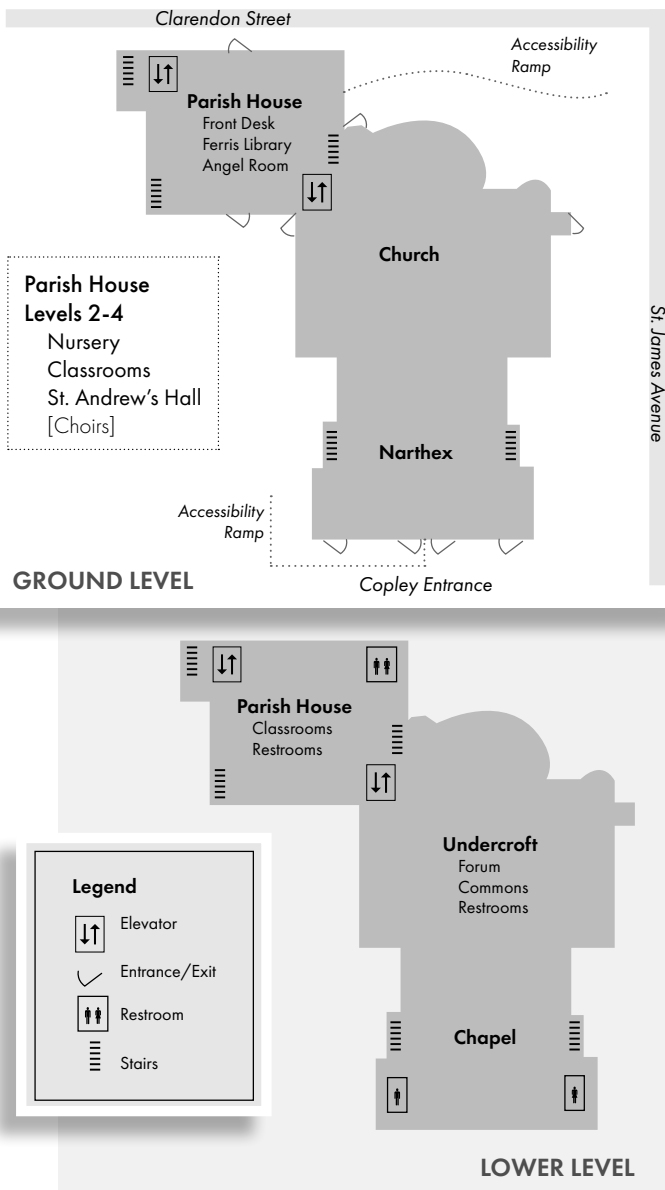 Clarendon Street
Accessibility
Ramp
Parish House
Front Desk
Ferris Library
Angel Room
Church
Parish House
Levels 2-4
Nursery
Classrooms
St. Andrew's Hall
[Choirs]
St. James Avenue
Narthex
Accessibility
Ramp
GROUND LEVEL
Copley Entrance
Parish House
Classrooms
Restrooms
Undercroft
Forum
Commons
Restrooms
Legend
Elevator
Entrance/Exit
Restroom
Stairs
Chapel
LOWER LEVEL